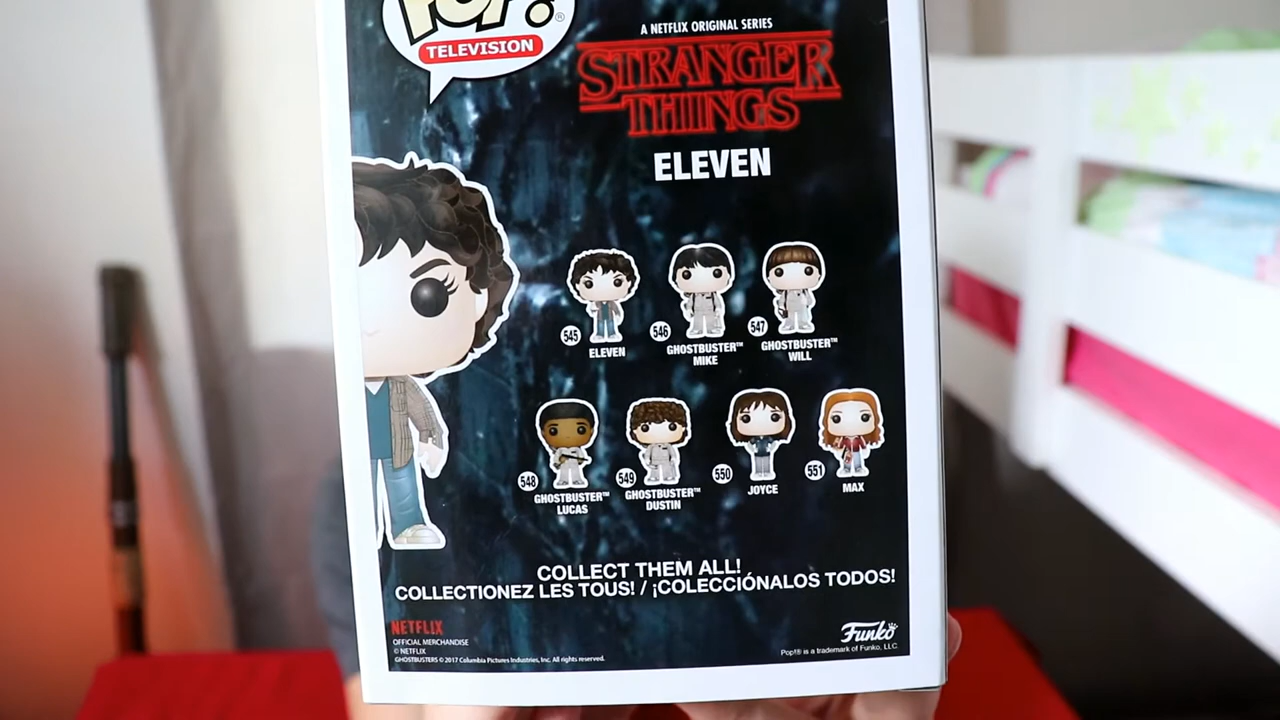 POP!®
TELEVISION
A NETFLIX ORIGINAL SERIES
STRANGER
THINGS
ELEVEN
545
ELEVEN
546
GHOSTBUSTER™
MIKE
547
GHOSTBUSTER™
WILL
548
GHOSTBUSTER™
LUCAS
549
GHOSTBUSTER™
DUSTIN
550
JOYCE
551
MAX
COLLECT THEM ALL!
COLLECTIONEZ LES TOUS! / ¡COLECCIÓNALOS TODOS!
NETFLIX
OFFICIAL MERCHANDISE
© NETFLIX
GHOSTBUSTERS © 2017 Columbia Pictures Industries, Inc. All rights reserved.
Funko
Pop!® is a trademark of Funko, LLC.